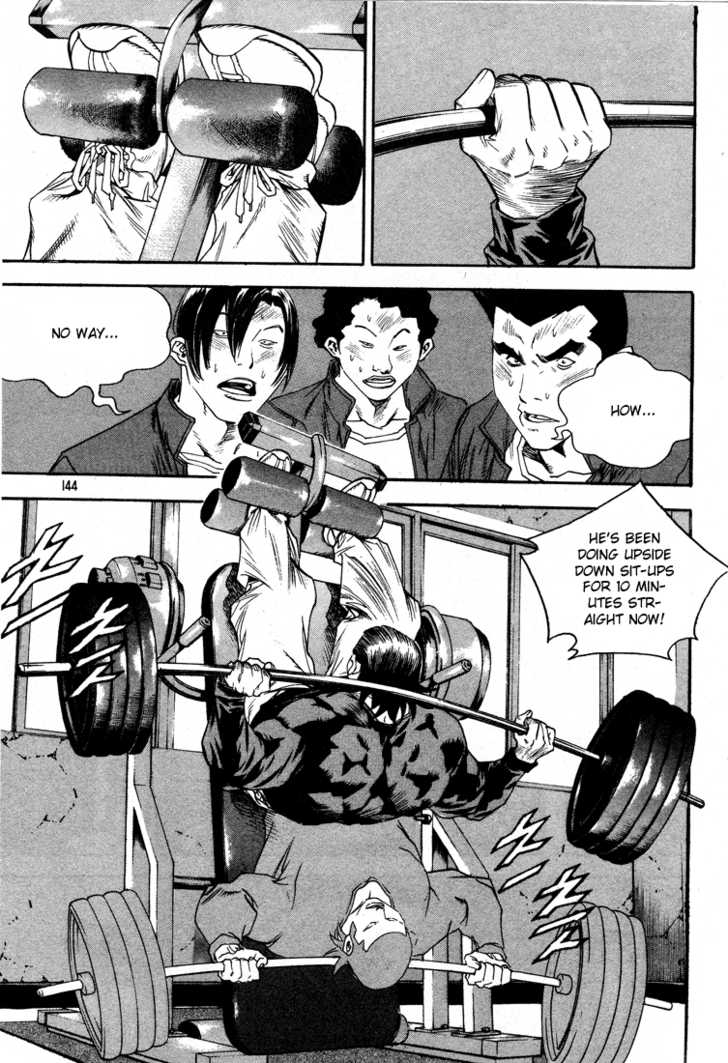 NO WAY...
HOW...
144
HE'S BEEN
DOING UPSIDE
DOWN SIT-UPS
FOR 10 MIN-
UTES STR-
AIGHT NOW!